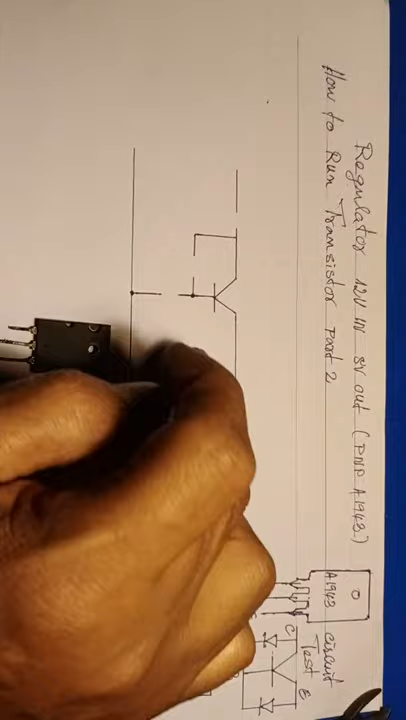 Regulator 12V IN 5V out (PNP A1943.)
How to Run Transistor Part 2
A1943 circuit
Test
C
E